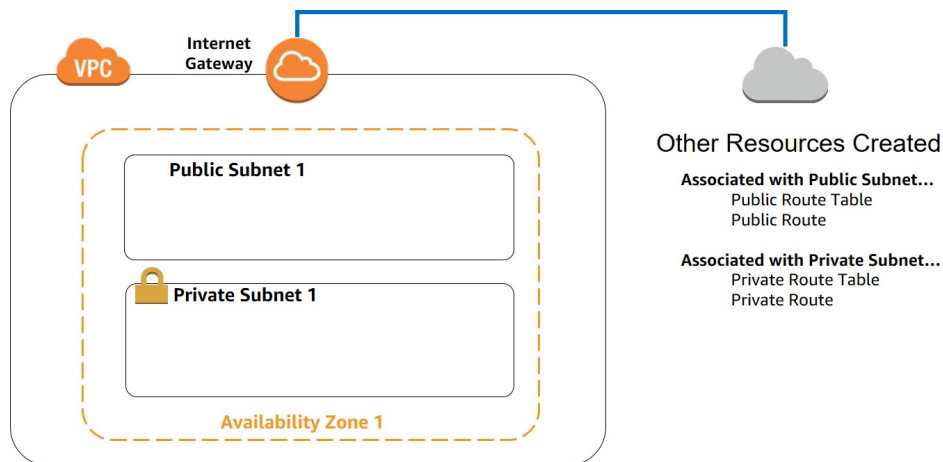 Internet
Gateway
VPC
Public Subnet 1
Private Subnet 1
Availability Zone 1
Other Resources Created
Associated with Public Subnet...
Public Route Table
Public Route
Associated with Private Subnet...
Private Route Table
Private Route